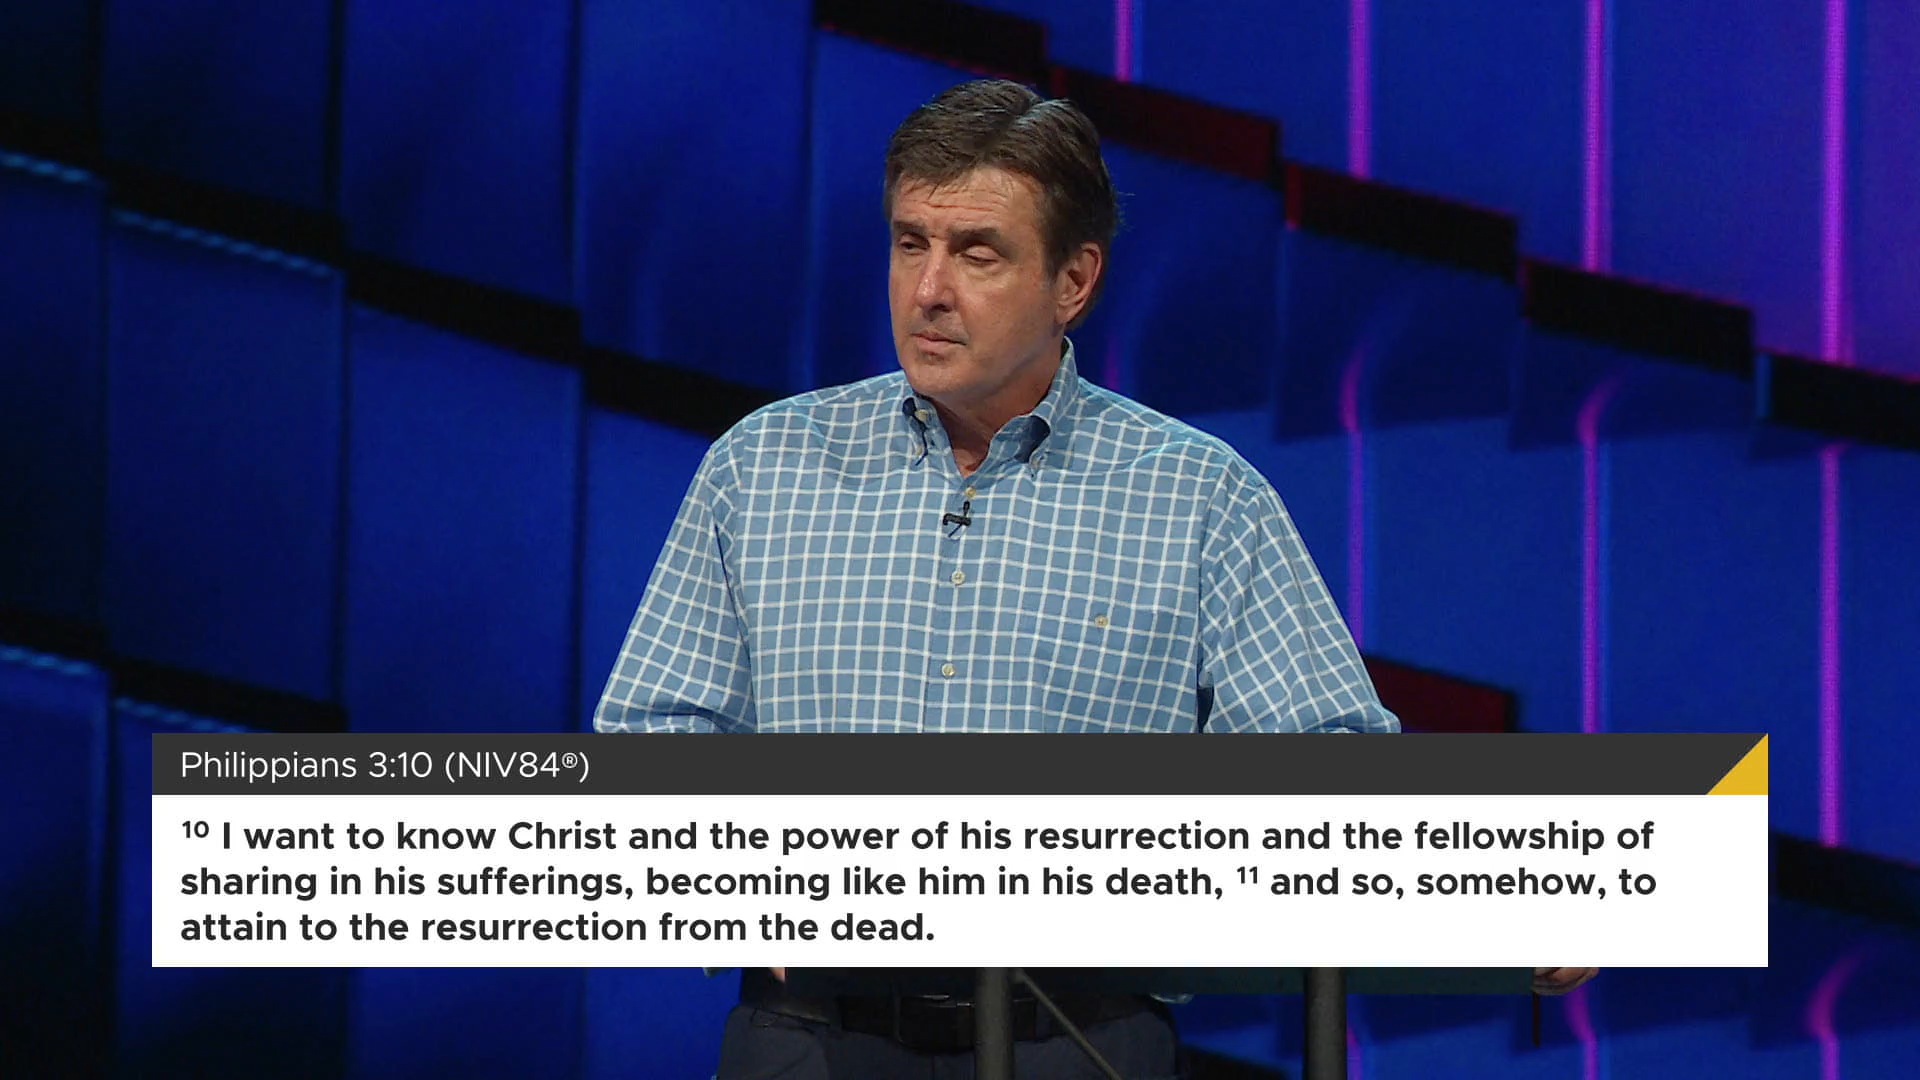 Philippians 3:10 (NIV84®)
¹⁰ I want to know Christ and the power of his resurrection and the fellowship of
sharing in his sufferings, becoming like him in his death, ¹¹ and so, somehow, to
attain to the resurrection from the dead.